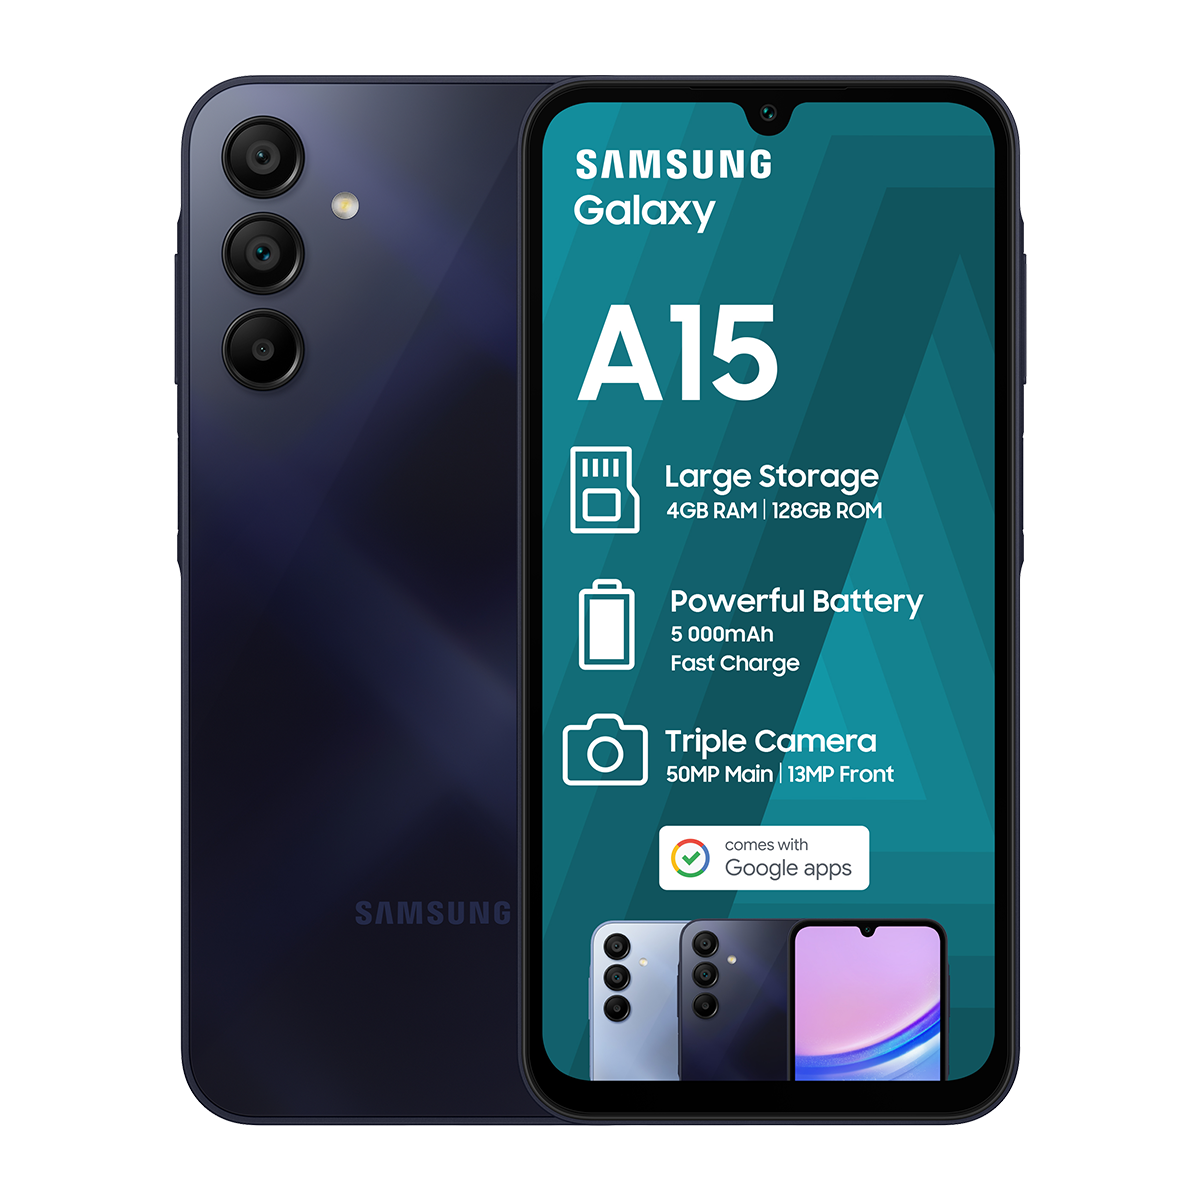 SAMSUNG
Galaxy
A15
Large Storage
4GB RAM | 128GB ROM
Powerful Battery
5 000mAh
Fast Charge
Triple Camera
50MP Main | 13MP Front
comes with
Google apps
SAMSUNG